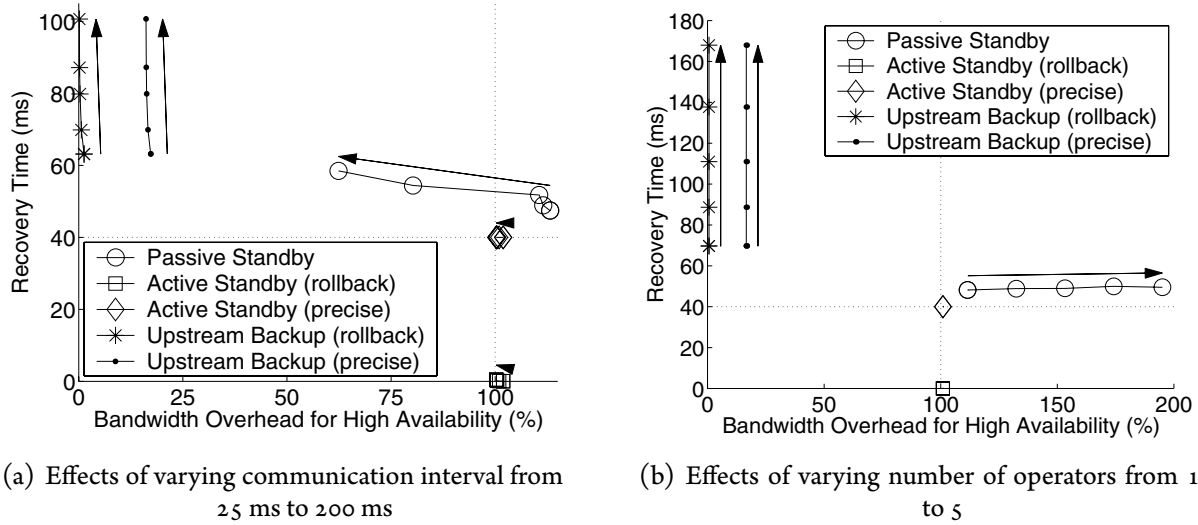 100
80
60
40
20
0
Recovery Time (ms)
0
25
50
75
100
Bandwidth Overhead for High Availability (%)
Passive Standby
Active Standby (rollback)
Active Standby (precise)
Upstream Backup (rollback)
Upstream Backup (precise)
(a) Effects of varying communication interval from
25 ms to 200 ms
180
160
140
120
180
160
80
60
40
20
0
Recovery Time (ms)
0
50
100
150
200
Bandwidth Overhead for High Availability (%)
Passive Standby
Active Standby (rollback)
Active Standby (precise)
Upstream Backup (rollback)
Upstream Backup (precise)
(b) Effects of varying number of operators from 1
to 5